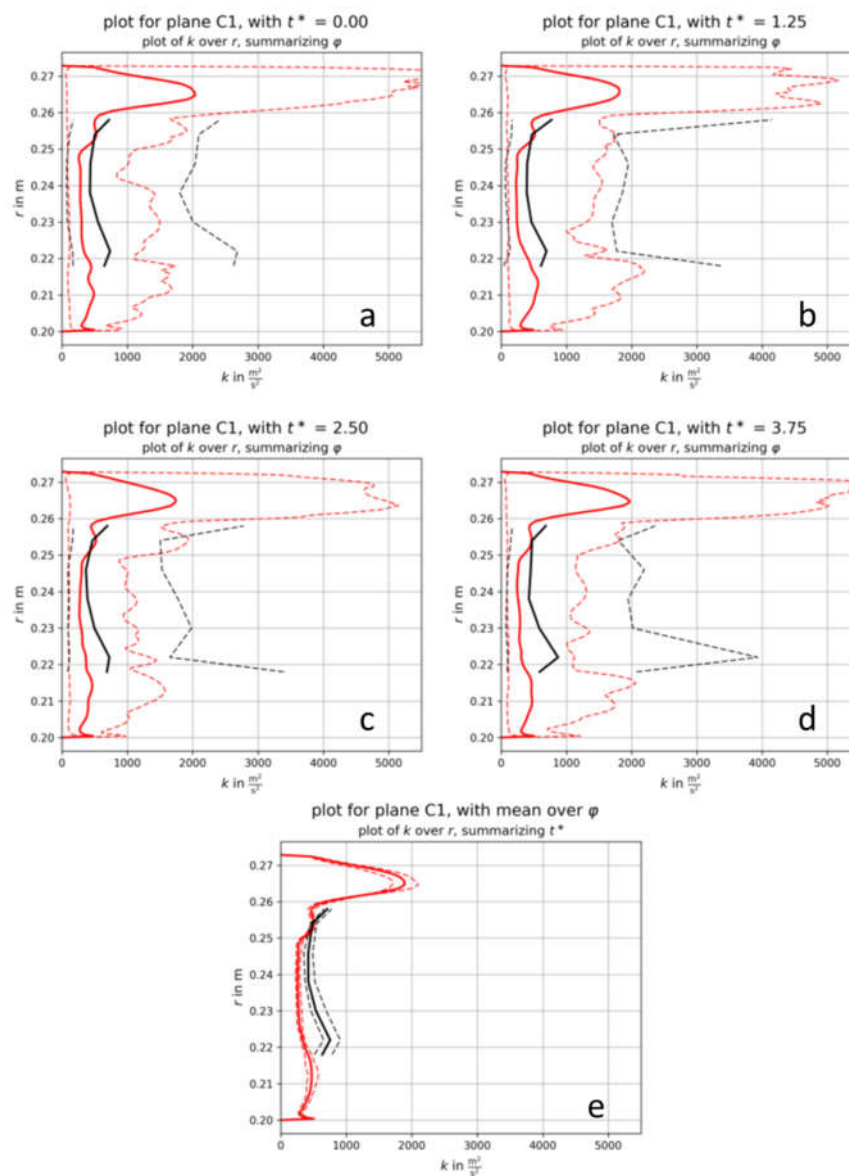 plot for plane C1, with t* = 0.00
plot of k over r, summarizing φ
0.27
0.26
0.25
0.24
0.23
0.22
0.21
0.20
r in m
a
0 1000 2000 3000 4000 5000
k in m²/s²
plot for plane C1, with t* = 1.25
plot of k over r, summarizing φ
0.27
0.26
0.25
0.24
0.23
0.22
0.21
0.20
r in m
b
0 1000 2000 3000 4000 5000
k in m²/s²
plot for plane C1, with t* = 2.50
plot of k over r, summarizing φ
0.27
0.26
0.25
0.24
0.23
0.22
0.21
0.20
r in m
c
0 1000 2000 3000 4000 5000
k in m²/s²
plot for plane C1, with t* = 3.75
plot of k over r, summarizing φ
0.27
0.26
0.25
0.24
0.23
0.22
0.21
0.20
r in m
d
0 1000 2000 3000 4000 5000
k in m²/s²
plot for plane C1, with mean over φ
plot of k over r, summarizing t*
0.27
0.26
0.25
0.24
0.23
0.22
0.21
0.20
r in m
e
0 1000 2000 3000 4000 5000
k in m²/s²